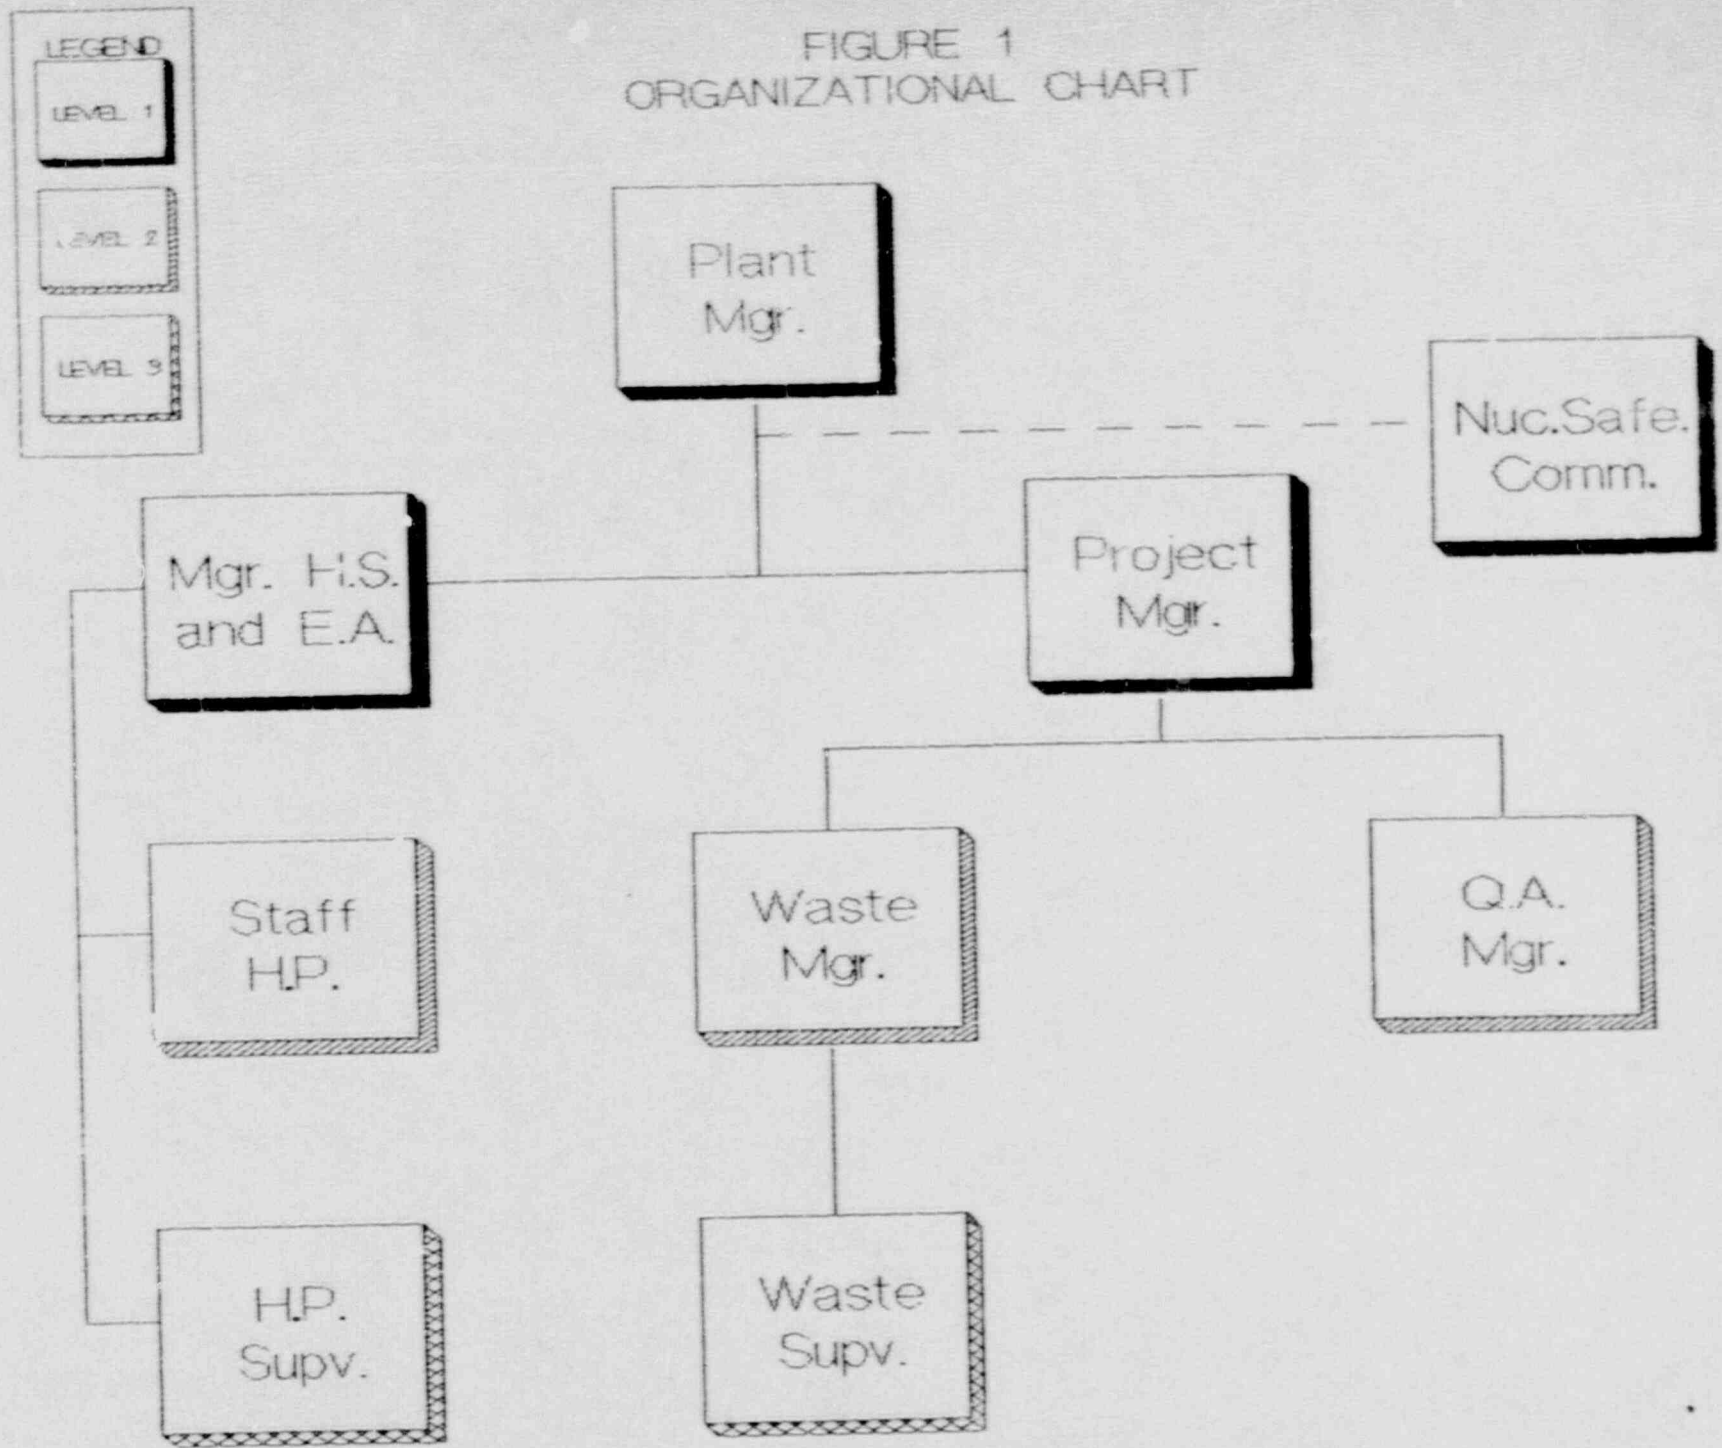 LEGEND
LEVEL 1
LEVEL 2
LEVEL 3
FIGURE 1
ORGANIZATIONAL CHART
Plant
Mgr.
Nuc.Safe.
Comm.
Mgr. H.S.
and E.A.
Project
Mgr.
Staff
H.P.
Waste
Mgr.
Q.A.
Mgr.
H.P.
Supv.
Waste
Supv.